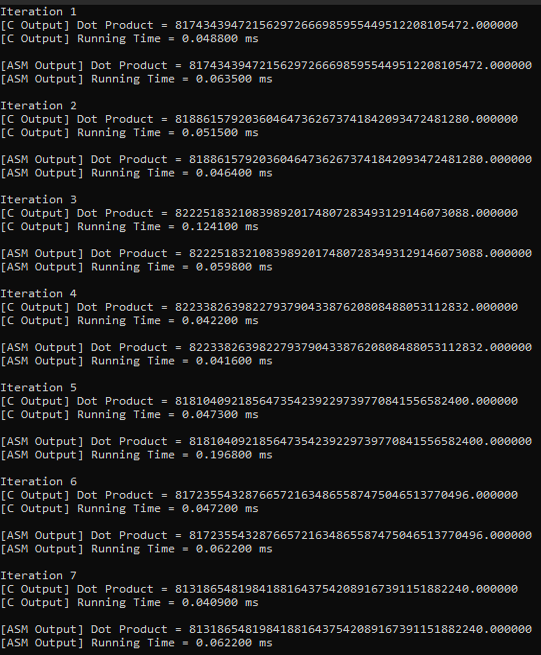 Iteration 1
[C Output] Dot Product = 8174343947215629726669859554495122081​05472.000000
[C Output] Running Time = 0.048800 ms
[ASM Output] Dot Product = 817434394721562972666985955449512208105472.000000
[ASM Output] Running Time = 0.063500 ms
Iteration 2
[C Output] Dot Product = 818861579203604647362673741842093472481280.000000
[C Output] Running Time = 0.051500 ms
[ASM Output] Dot Product = 818861579203604647362673741842093472481280.000000
[ASM Output] Running Time = 0.046400 ms
Iteration 3
[C Output] Dot Product = 822251832108398920174807283493129146073088.000000
[C Output] Running Time = 0.124100 ms
[ASM Output] Dot Product = 822251832108398920174807283493129146073088.000000
[ASM Output] Running Time = 0.059800 ms
Iteration 4
[C Output] Dot Product = 822338263982279379043387620808488053112832.000000
[C Output] Running Time = 0.042200 ms
[ASM Output] Dot Product = 822338263982279379043387620808488053112832.000000
[ASM Output] Running Time = 0.041600 ms
Iteration 5
[C Output] Dot Product = 818104092185647354239229739770841556582400.000000
[C Output] Running Time = 0.047300 ms
[ASM Output] Dot Product = 818104092185647354239229739770841556582400.000000
[ASM Output] Running Time = 0.196800 ms
Iteration 6
[C Output] Dot Product = 817235543287665721634865587475046513770496.000000
[C Output] Running Time = 0.047200 ms
[ASM Output] Dot Product = 817235543287665721634865587475046513770496.000000
[ASM Output] Running Time = 0.062200 ms
Iteration 7
[C Output] Dot Product = 813186548198418816437542089167391151882240.000000
[C Output] Running Time = 0.040900 ms
[ASM Output] Dot Product = 813186548198418816437542089167391151882240.000000
[ASM Output] Running Time = 0.062200 ms